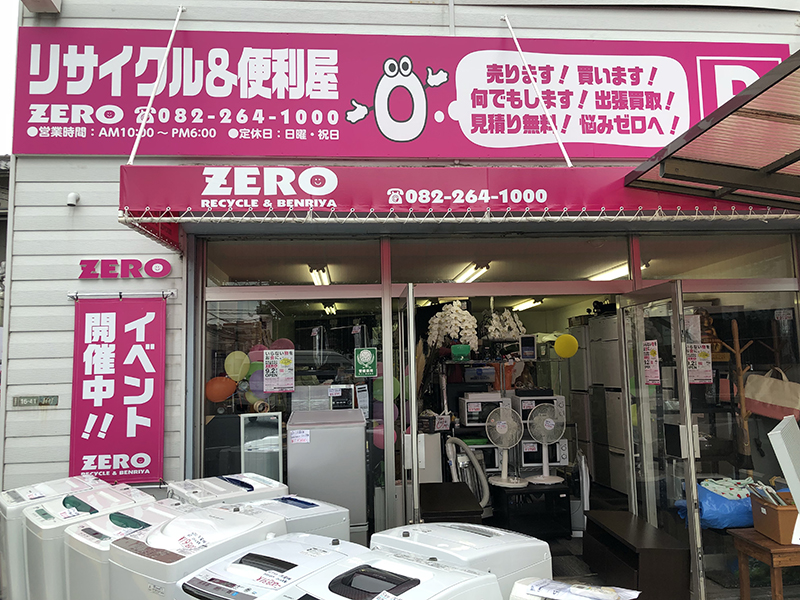 リサイクル&便利屋
ZERO ☎082-264-1000
●営業時間：AM10:00～PM6:00 ●定休日：日曜・祝日
売ります！買います！
何でもします！出張買取！
見積り無料！悩みゼロへ！
P
ZERO
RECYCLE & BENRIYA
☎082-264-1000
ZERO
イベント
開催中!!
ZERO
RECYCLE & BENRIYA
9.2
OPEN